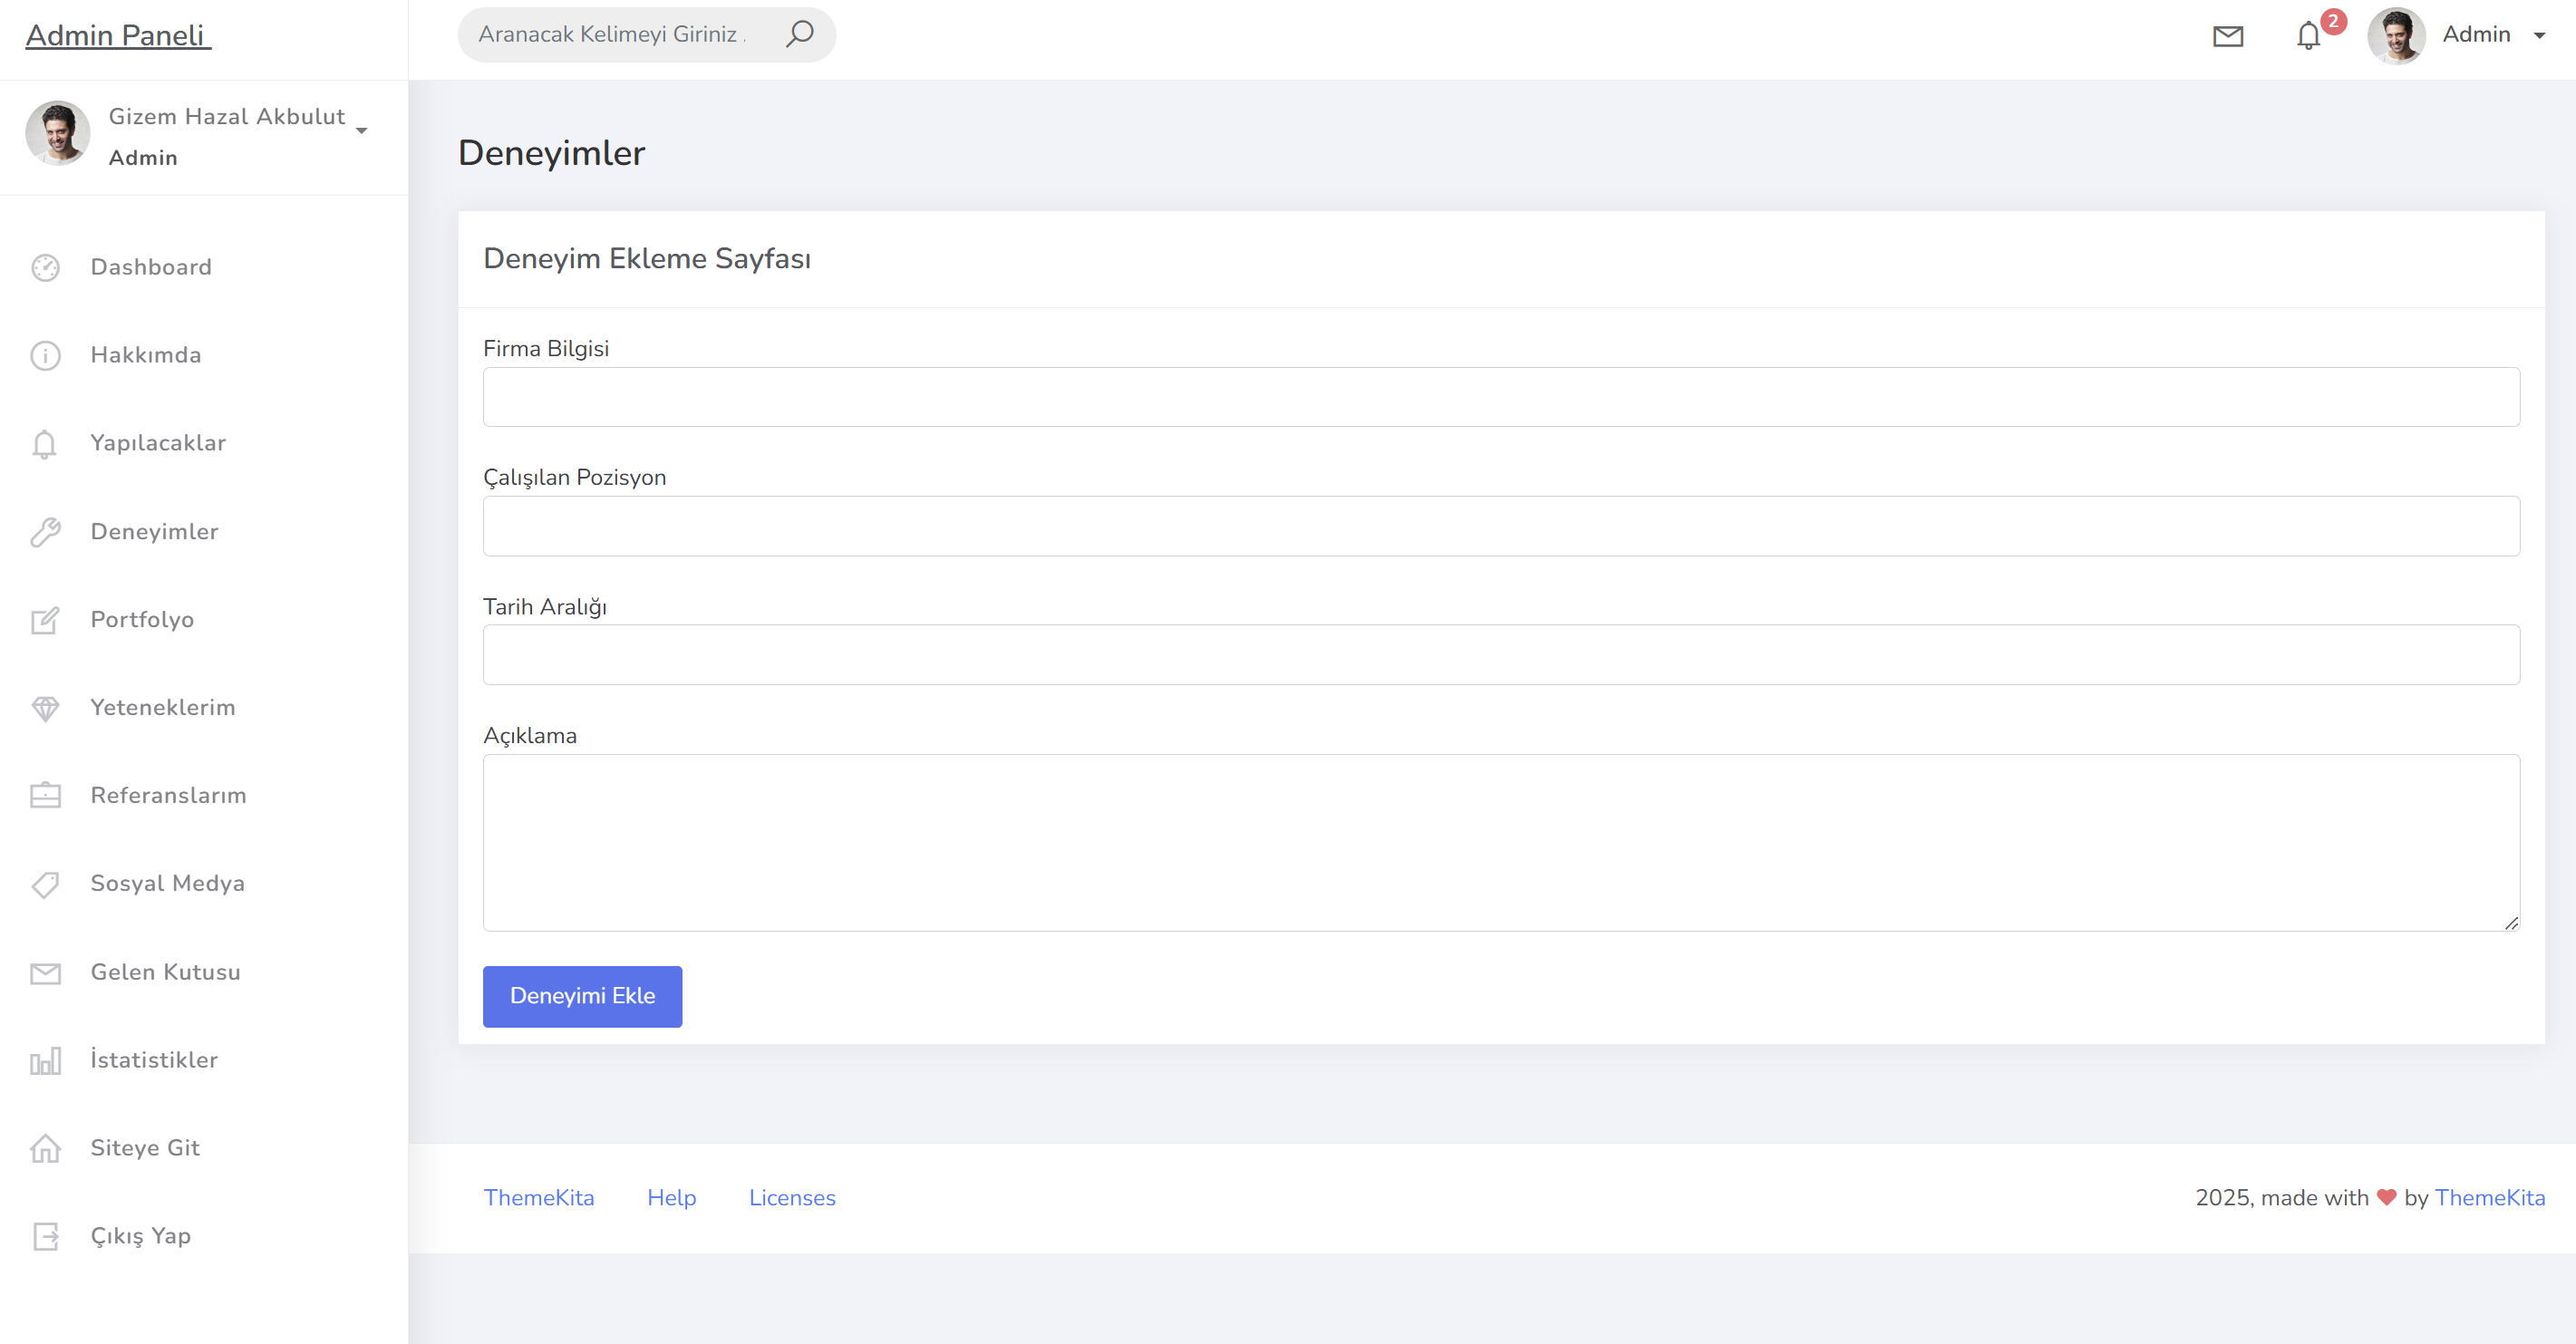 Admin Paneli
Aranacak Kelimeyi Giriniz .
2
Admin
Gizem Hazal Akbulut
Admin
Dashboard
Hakkımda
Yapılacaklar
Deneyimler
Portfolyo
Yeteneklerim
Referanslarım
Sosyal Medya
Gelen Kutusu
İstatistikler
Siteye Git
Çıkış Yap
Deneyimler
Deneyim Ekleme Sayfası
Firma Bilgisi
Çalışılan Pozisyon
Tarih Aralığı
Açıklama
Deneyimi Ekle
ThemeKita Help Licenses
2025, made with ❤ by ThemeKita